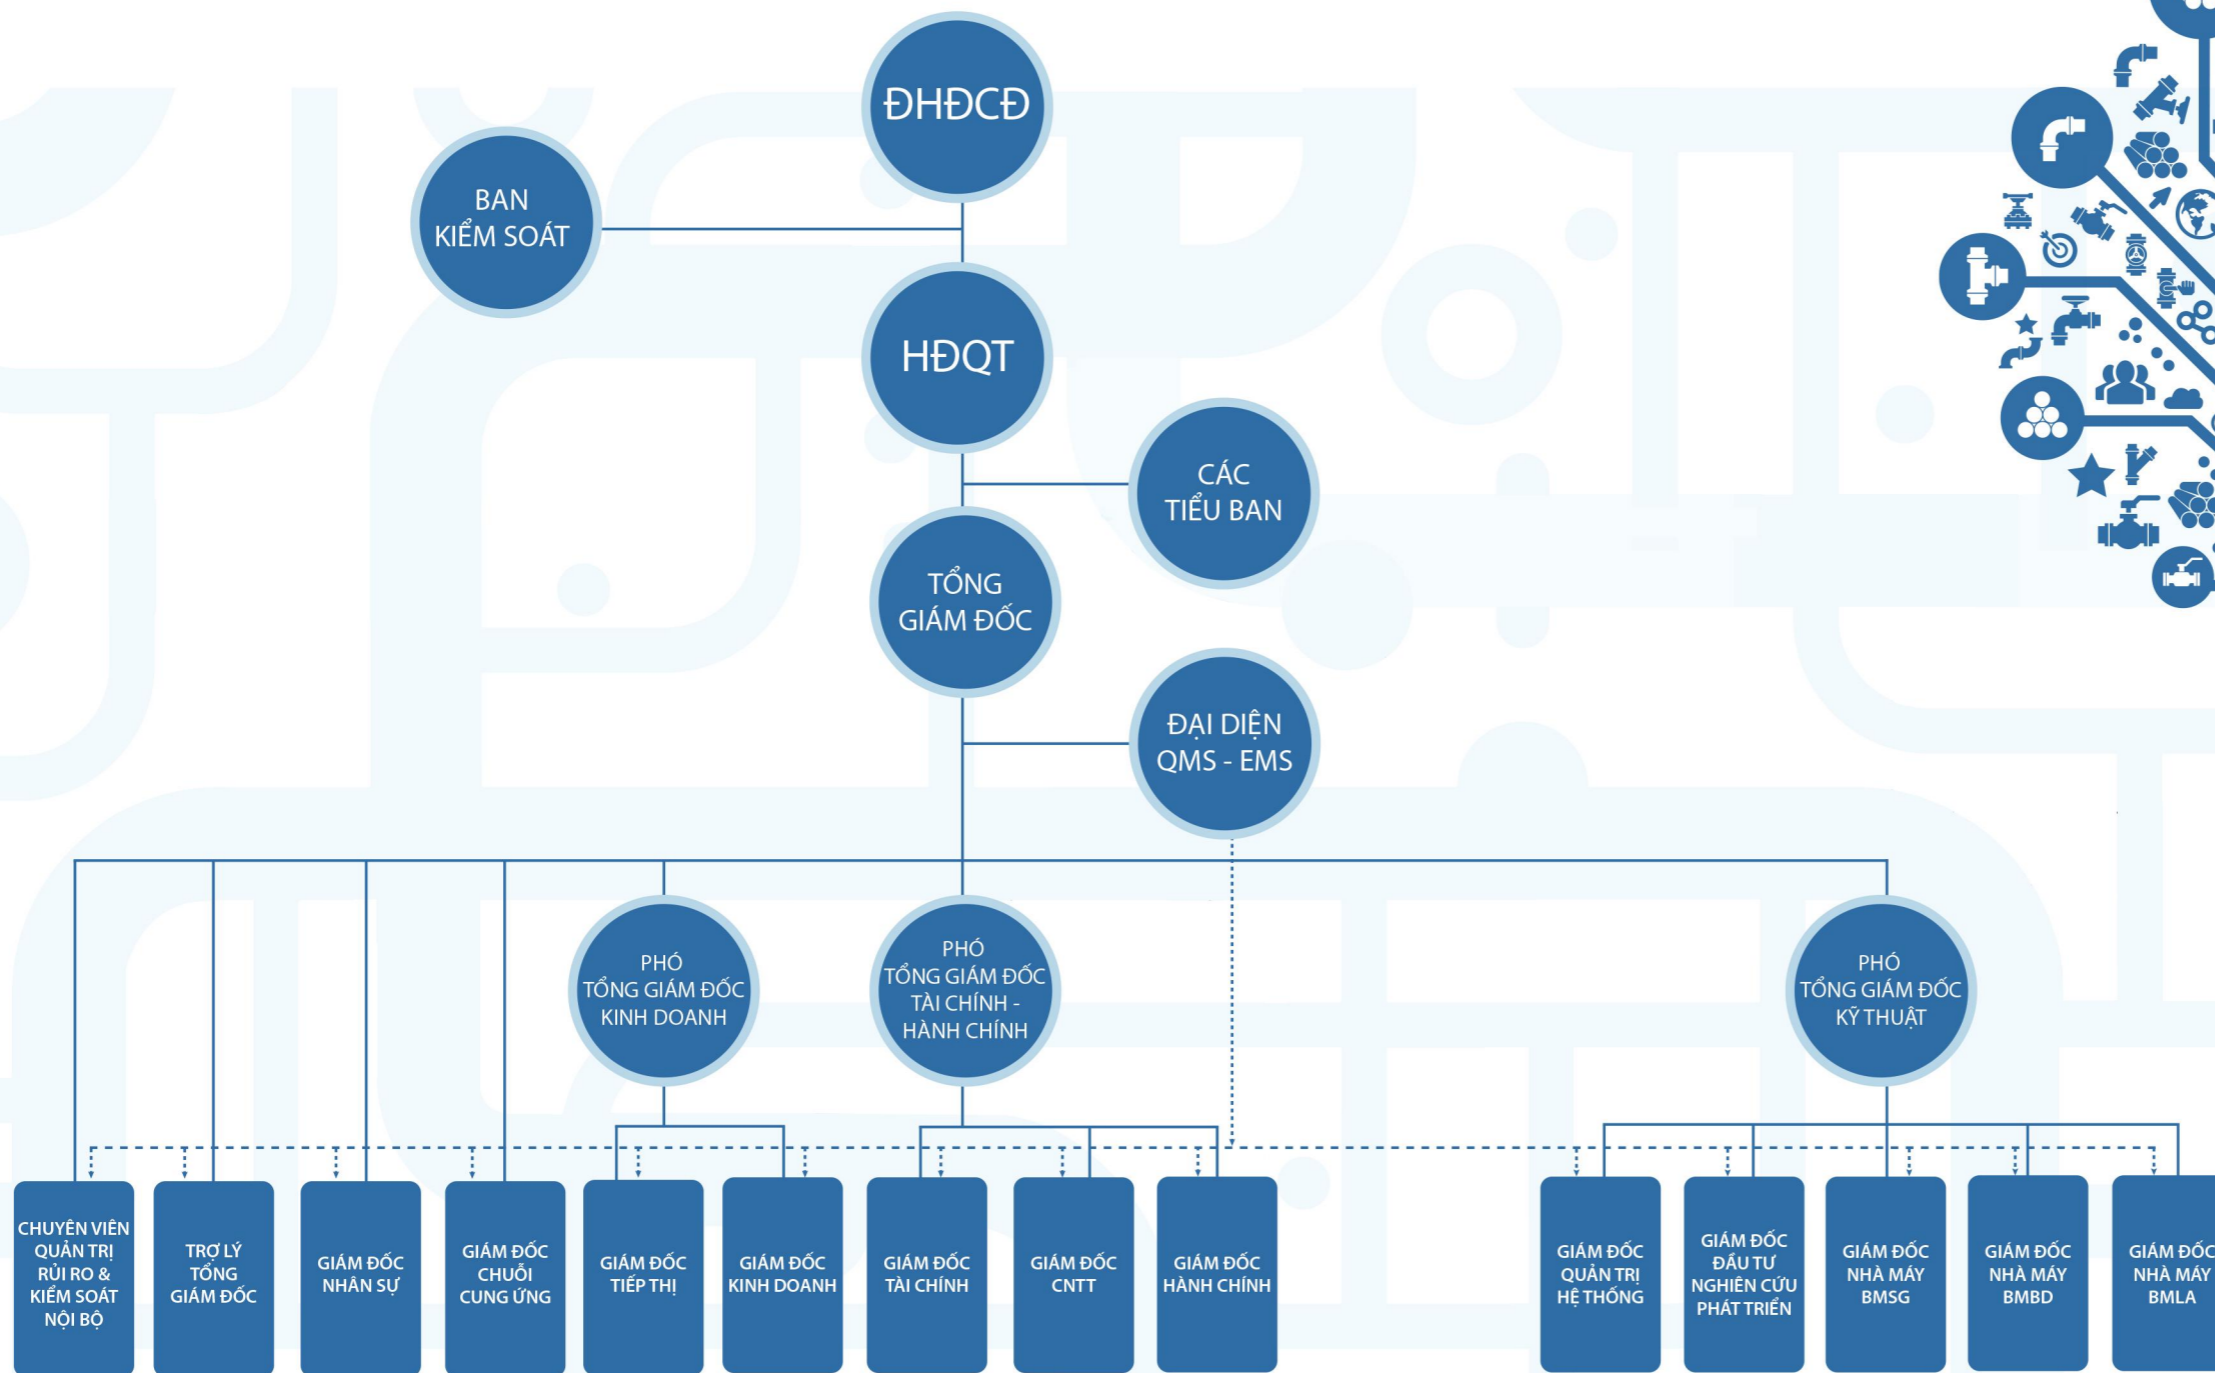 ĐHĐCĐ
BAN
KIỂM SOÁT
HĐQT
CÁC
TIỂU BAN
TỔNG
GIÁM ĐỐC
ĐẠI DIỆN
QMS - EMS
PHÓ
TỔNG GIÁM ĐỐC
KINH DOANH
PHÓ
TỔNG GIÁM ĐỐC
TÀI CHÍNH -
HÀNH CHÍNH
PHÓ
TỔNG GIÁM ĐỐC
KỸ THUẬT
CHUYÊN VIÊN
QUẢN TRỊ
RỦI RO &
KIỂM SOÁT
NỘI BỘ
TRỢ LÝ
TỔNG
GIÁM ĐỐC
GIÁM ĐỐC
NHÂN SỰ
GIÁM ĐỐC
CHUỖI
CUNG ỨNG
GIÁM ĐỐC
TIẾP THỊ
GIÁM ĐỐC
KINH DOANH
GIÁM ĐỐC
TÀI CHÍNH
GIÁM ĐỐC
CNTT
GIÁM ĐỐC
HÀNH CHÍNH
GIÁM ĐỐC
QUẢN TRỊ
HỆ THỐNG
GIÁM ĐỐC
ĐẦU TƯ
NGHIÊN CỨU
PHÁT TRIỂN
GIÁM ĐỐC
NHÀ MÁY
BMSG
GIÁM ĐỐC
NHÀ MÁY
BMBD
GIÁM ĐỐC
NHÀ MÁY
BMLA